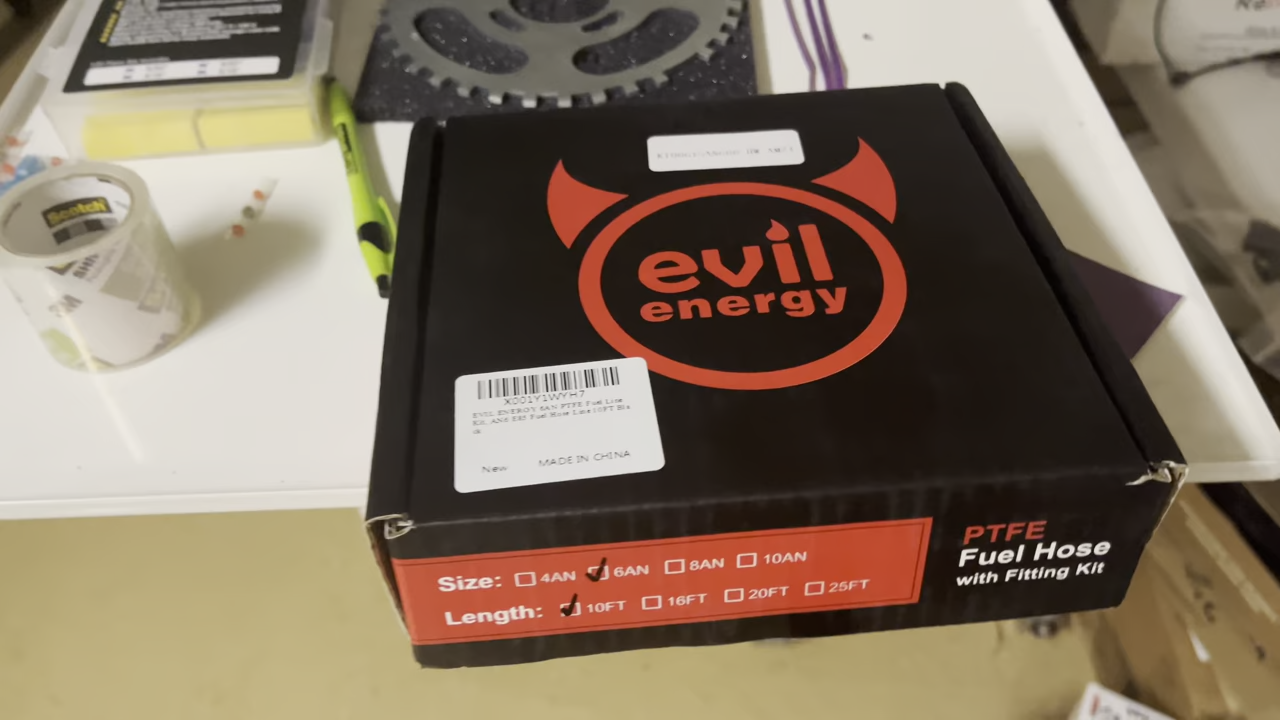 Scotch
3M
evil
energy
X001Y1WYH7
EVIL ENERGY 6AN PTFE Fuel Line
Kit, AN6 E85 Fuel Hose Line 10FT Bla
ck
New MADE IN CHINA
Size: 4AN 6AN 8AN 10AN
Length: 10FT 16FT 20FT 25FT
PTFE
Fuel Hose
with Fitting Kit